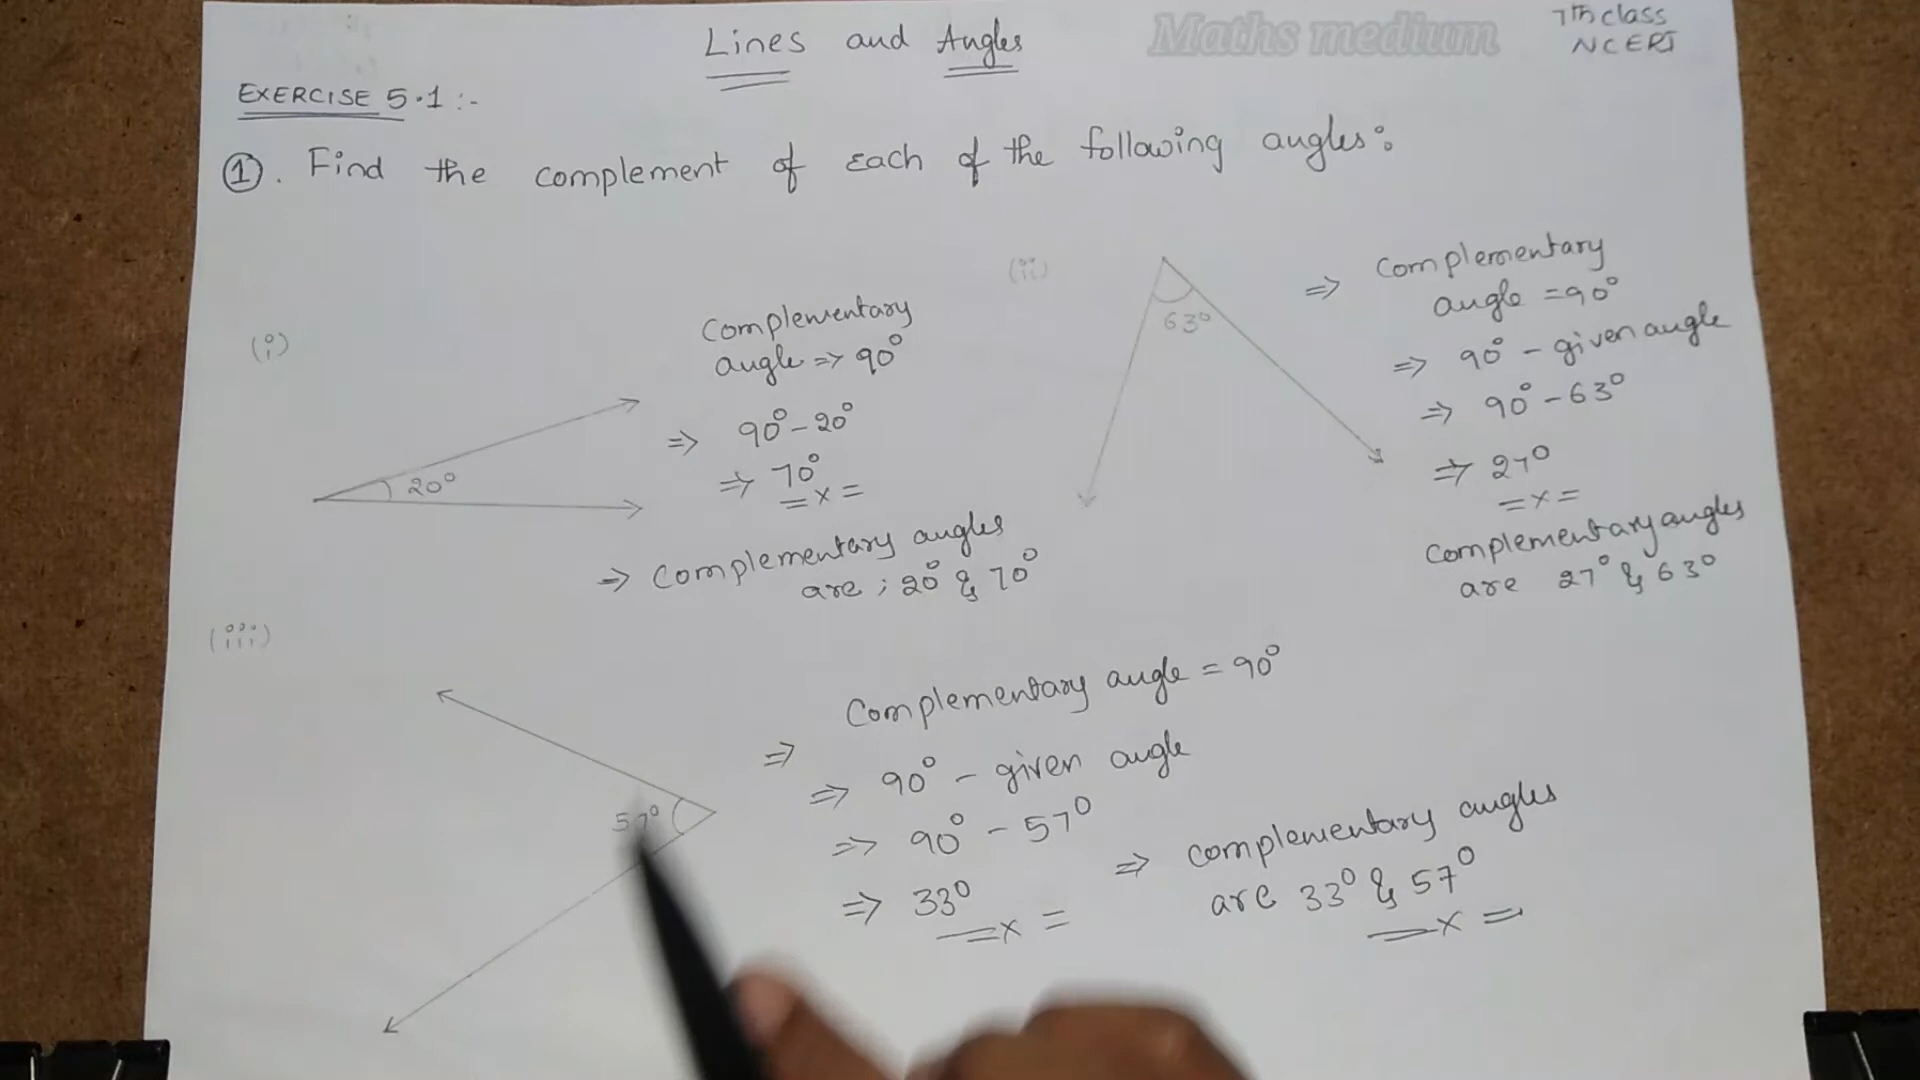 Lines and Angles
Maths medium
7th class
NCERT
EXERCISE 5.1 :-
①. Find the complement of Each of the following angles:
(i)
20°
Complementary
angle => 90°
=> 90° - 20°
=> 70°
= x =
=> Complementary angles
are ; 20° & 70°
(ii)
63°
=> Complementary
angle = 90°
=> 90° - given angle
=> 90° - 63°
=> 27°
= x =
Complementary angles
are 27° & 63°
(iii)
57°
=> Complementary angle = 90°
=> 90° - given angle
=> 90° - 57°
=> 33°
= x =
=> complementary angles
are 33° & 57°
= x =